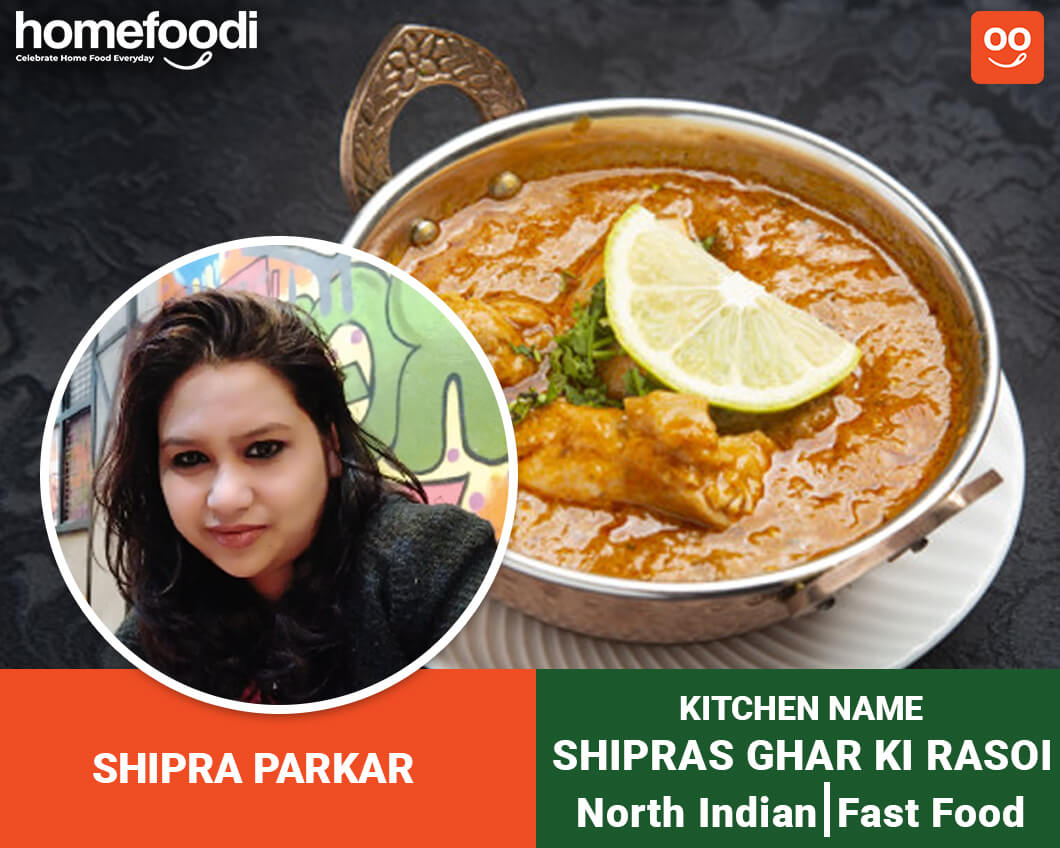 homefoodi
Celebrate Home Food Everyday
SHIPRA PARKAR
KITCHEN NAME
SHIPRAS GHAR KI RASOI
North Indian | Fast Food